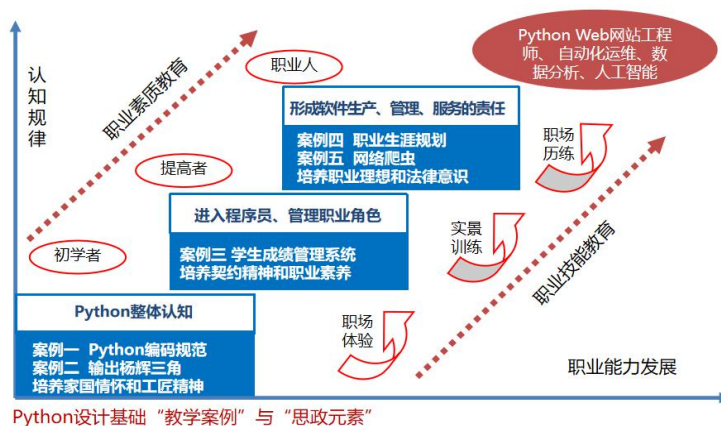 Python Web网站工程
师、自动化运维、数
据分析、人工智能
认知规律
职业素质教育
职业人
形成软件生产、管理、服务的责任
案例四 职业生涯规划
案例五 网络爬虫
培养职业理想和法律意识
职场
历练
提高者
进入程序员、管理职业角色
案例三 学生成绩管理系统
培养契约精神和职业素养
实景
训练
职业技能教育
初学者
Python整体认知
案例一 Python编码规范
案例二 输出杨辉三角
培养家国情怀和工匠精神
职场
体验
职业能力发展
Python设计基础“教学案例”与“思政元素”